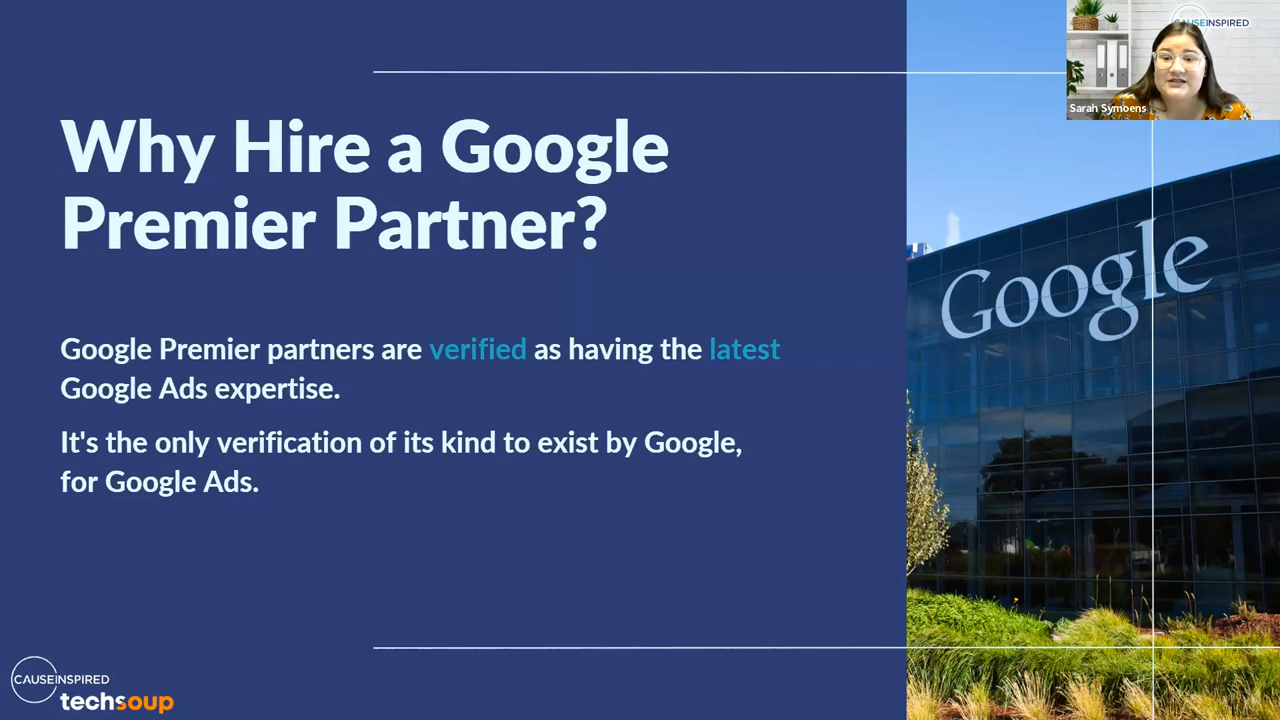 Why Hire a Google
Premier Partner?
Google Premier partners are verified as having the latest
Google Ads expertise.
It's the only verification of its kind to exist by Google,
for Google Ads.
CAUSEINSPIRED
techsoup
CAUSEINSPIRED
Sarah Symoens
Google